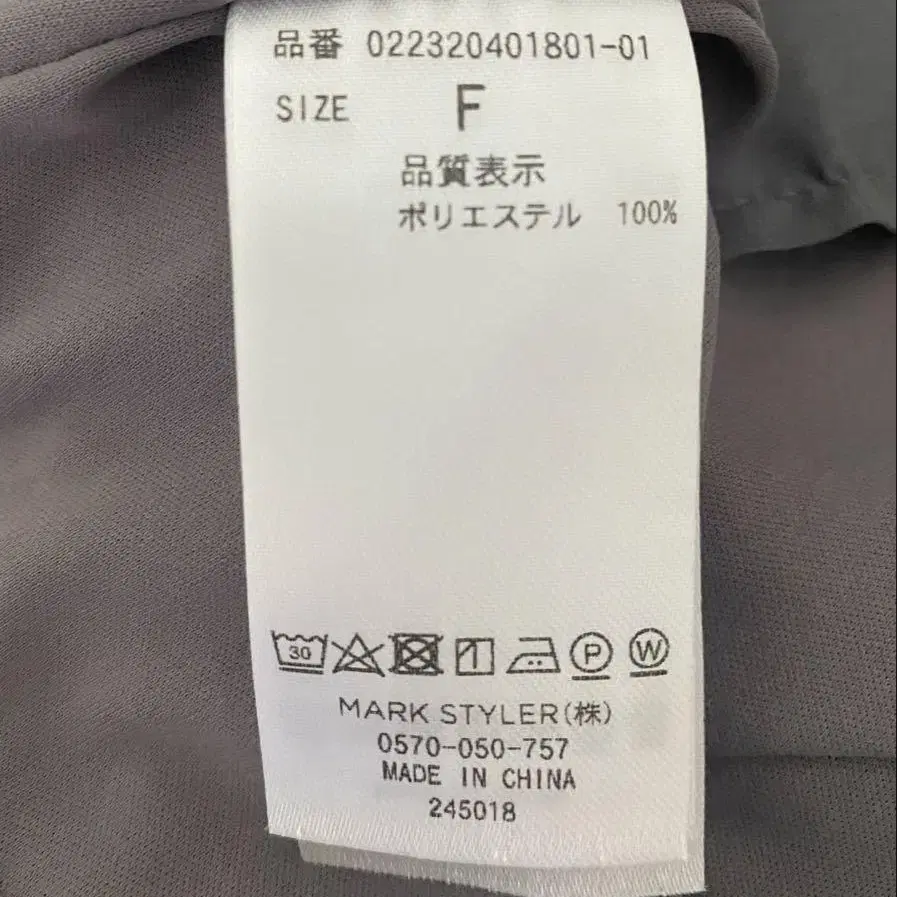 品番 022320401801-01
SIZE F
品質表示
ポリエステル 100%
30 P W
MARK STYLER(株)
0570-050-757
MADE IN CHINA
245018